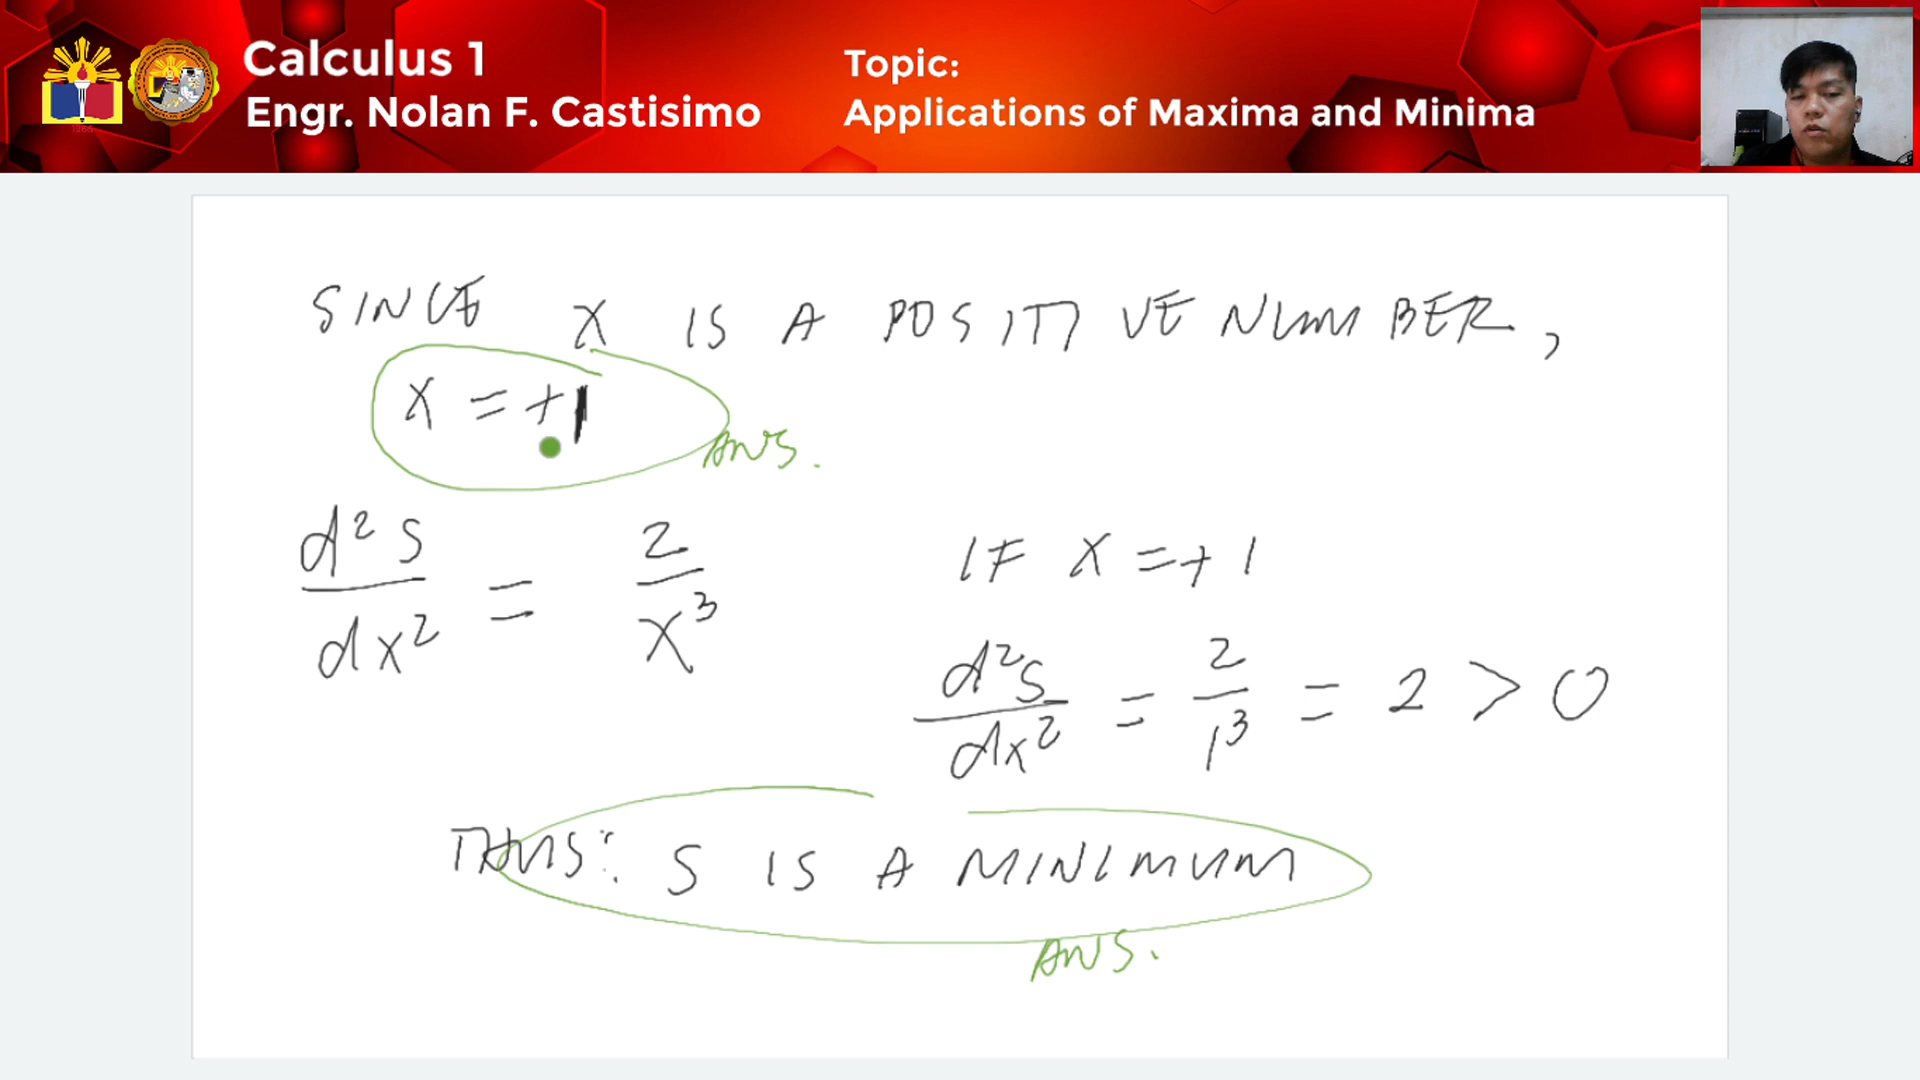 Calculus 1
Engr. Nolan F. Castisimo
Topic:
Applications of Maxima and Minima
SINCE X IS A POSITIVE NUMBER,
X = +1
ANS.
d²s/dx² = 2/x³
IF X = +1
d²s/dx² = 2/1³ = 2 > 0
THUS: S IS A MINIMUM
ANS.